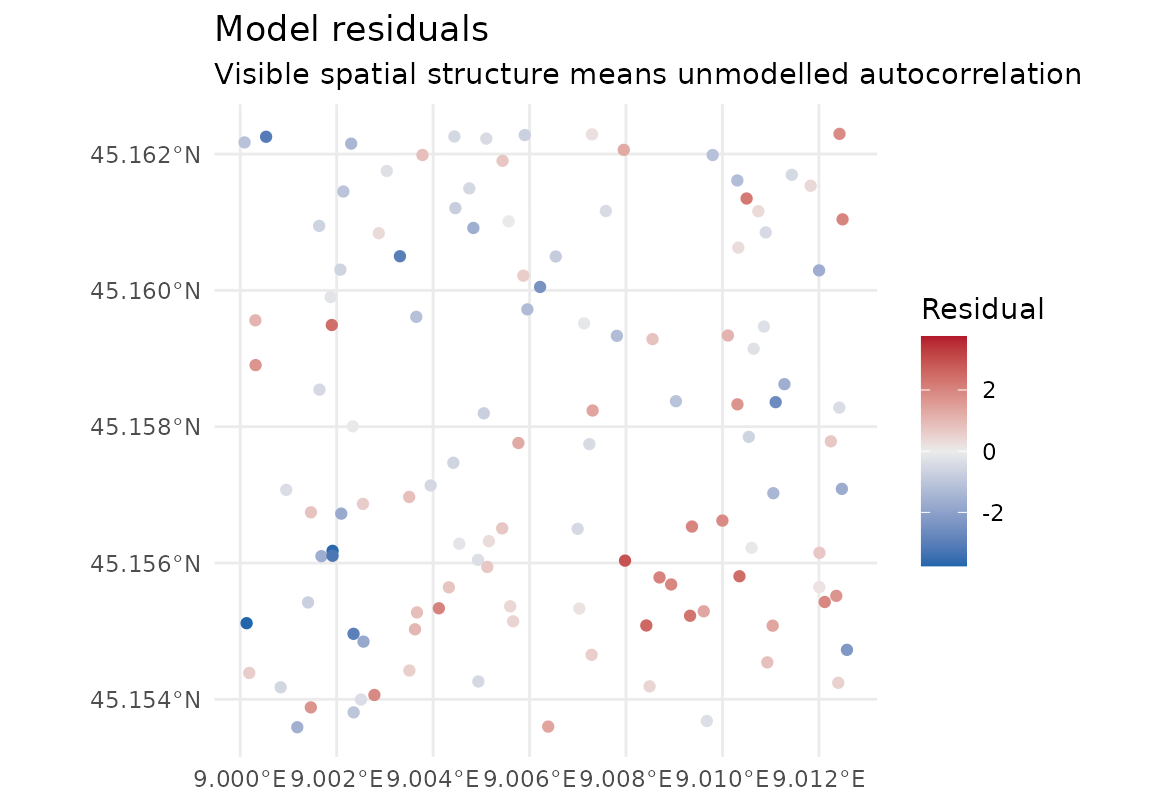 Model residuals
Visible spatial structure means unmodelled autocorrelation
45.162°N
45.160°N
45.158°N
45.156°N
45.154°N
9.000°E 9.002°E 9.004°E 9.006°E 9.008°E 9.010°E 9.012°E
Residual
2
0
-2